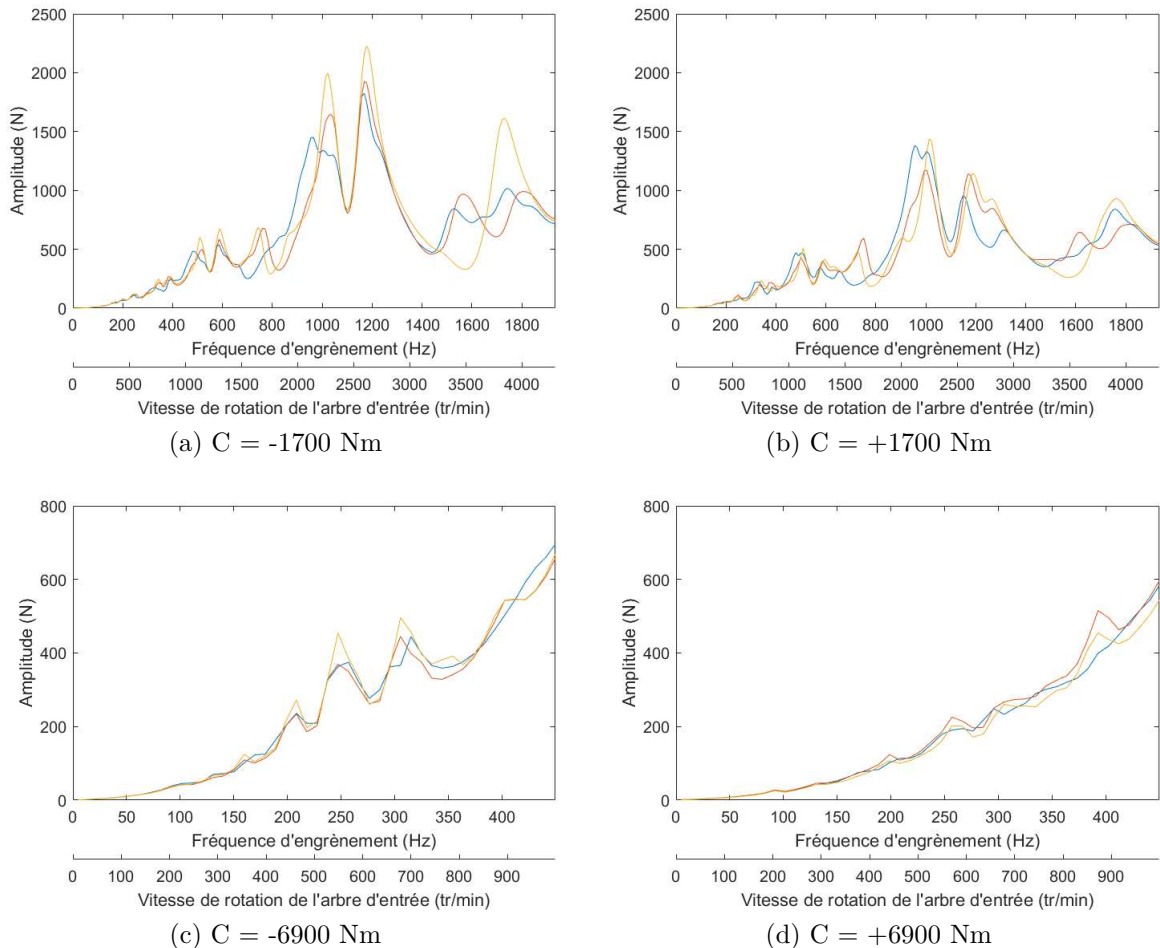 2500
2000
1500
1000
500
0
Amplitude (N)
0 200 400 600 800 1000 1200 1400 1600 1800
Fréquence d'engrènement (Hz)
0 500 1000 1500 2000 2500 3000 3500 4000
Vitesse de rotation de l'arbre d'entrée (tr/min)
(a) C = -1700 Nm
2500
2000
1500
1000
500
0
Amplitude (N)
0 200 400 600 800 1000 1200 1400 1600 1800
Fréquence d'engrènement (Hz)
0 500 1000 1500 2000 2500 3000 3500 4000
Vitesse de rotation de l'arbre d'entrée (tr/min)
(b) C = +1700 Nm
800
600
400
200
0
Amplitude (N)
0 50 100 150 200 250 300 350 400
Fréquence d'engrènement (Hz)
0 100 200 300 400 500 600 700 800 900
Vitesse de rotation de l'arbre d'entrée (tr/min)
(c) C = -6900 Nm
800
600
400
200
0
Amplitude (N)
0 50 100 150 200 250 300 350 400
Fréquence d'engrènement (Hz)
0 100 200 300 400 500 600 700 800 900
Vitesse de rotation de l'arbre d'entrée (tr/min)
(d) C = +6900 Nm